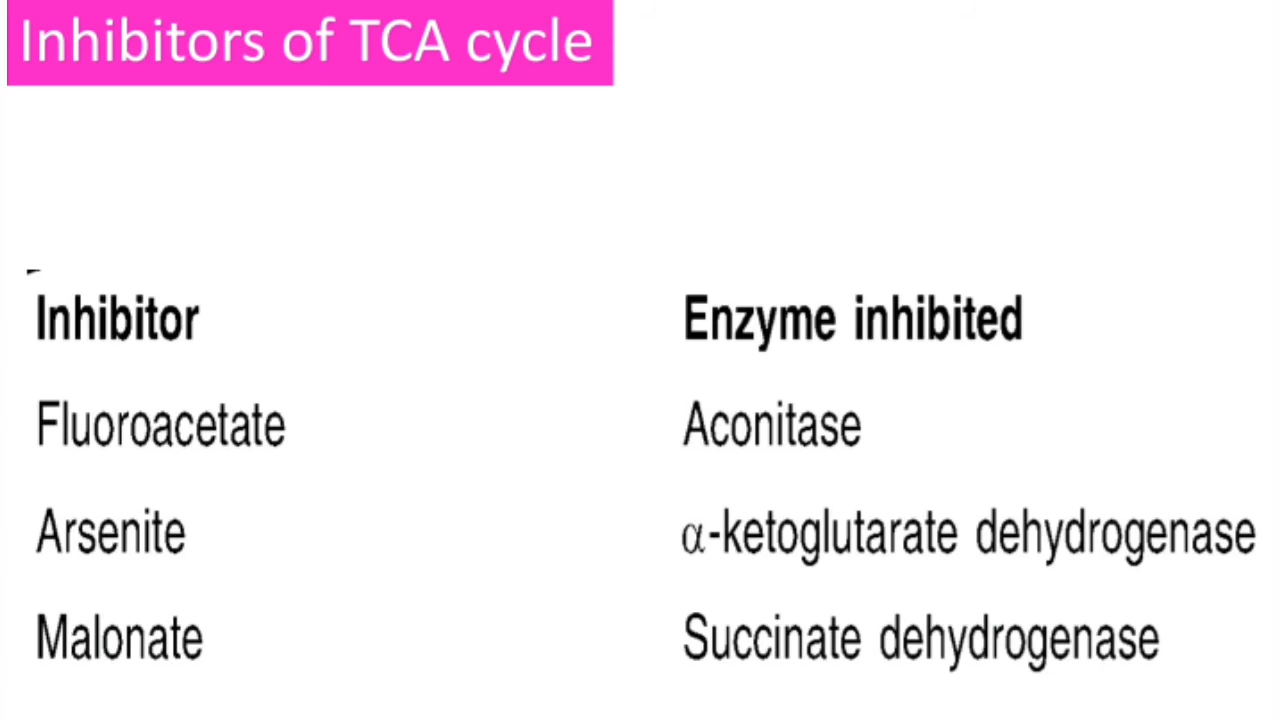 Inhibitors of TCA cycle
Inhibitor Enzyme inhibited
Fluoroacetate Aconitase
Arsenite α-ketoglutarate dehydrogenase
Malonate Succinate dehydrogenase